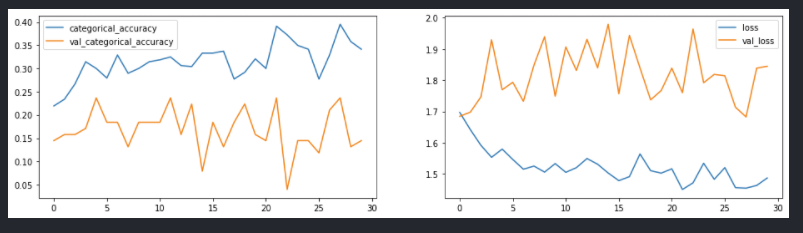 categorical_accuracy
val_categorical_accuracy
0.40
0.35
0.30
0.25
0.20
0.15
0.10
0.05
0 5 10 15 20 25 30
loss
val_loss
2.0
1.9
1.8
1.7
1.6
1.5
0 5 10 15 20 25 30